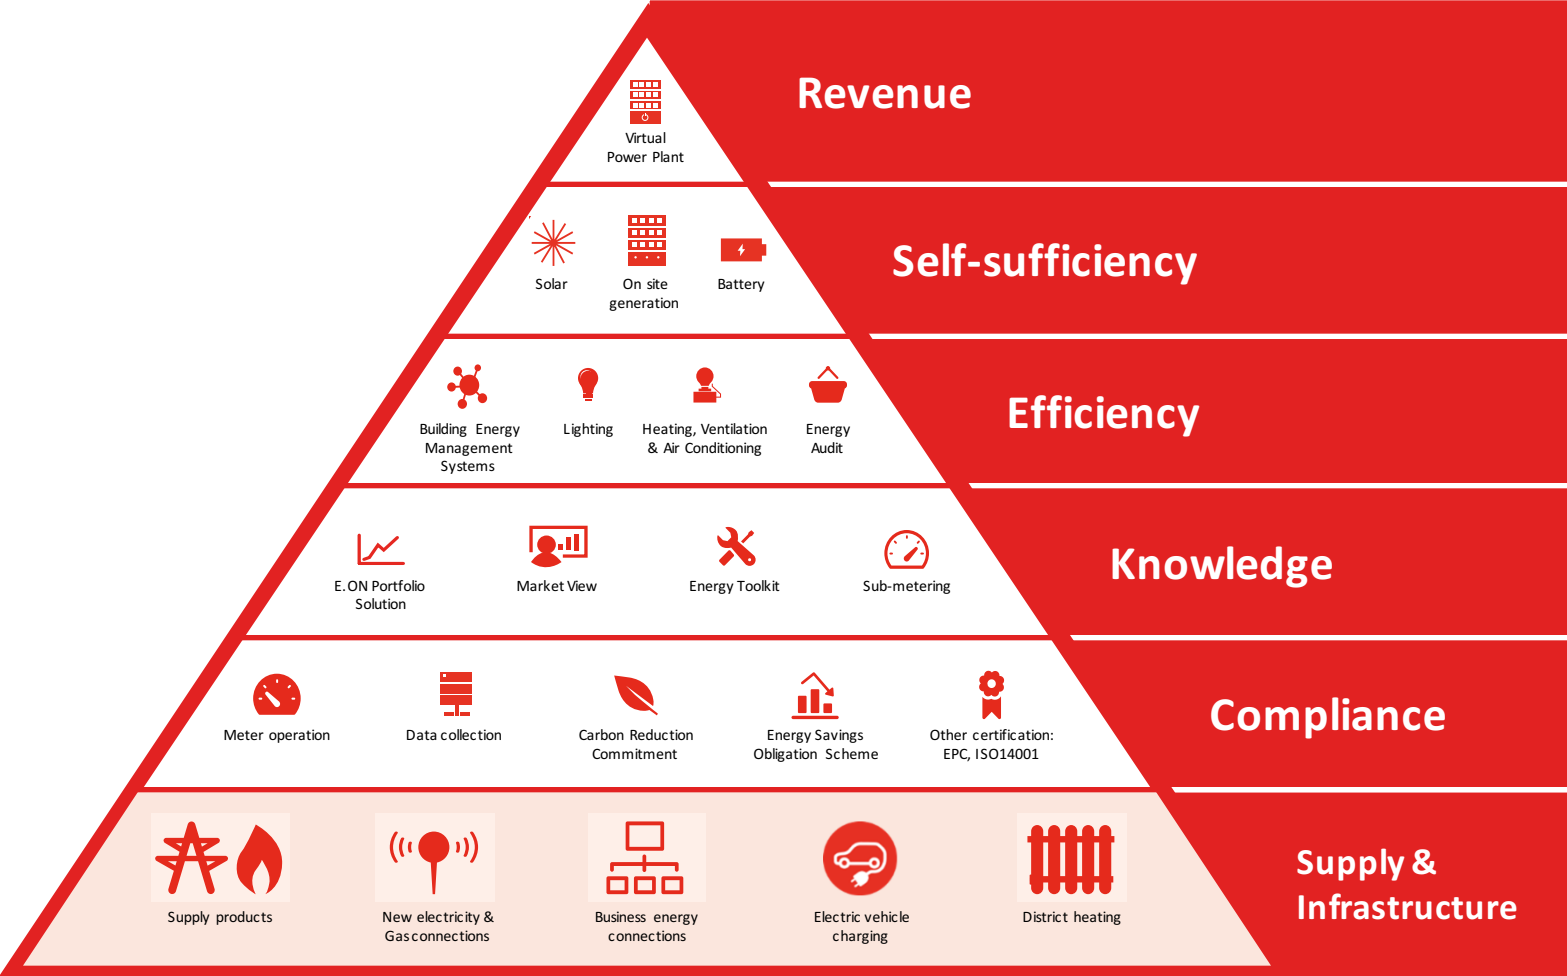 Revenue
Virtual
Power Plant
Self-sufficiency
Solar
On site
generation
Battery
Efficiency
Building Energy
Management
Systems
Lighting
Heating, Ventilation
& Air Conditioning
Energy
Audit
Knowledge
E.ON Portfolio
Solution
Market View
Energy Toolkit
Sub-metering
Compliance
Meter operation
Data collection
Carbon Reduction
Commitment
Energy Savings
Obligation Scheme
Other certification:
EPC, ISO14001
Supply &
Infrastructure
Supply products
New electricity &
Gas connections
Business energy
connections
Electric vehicle
charging
District heating